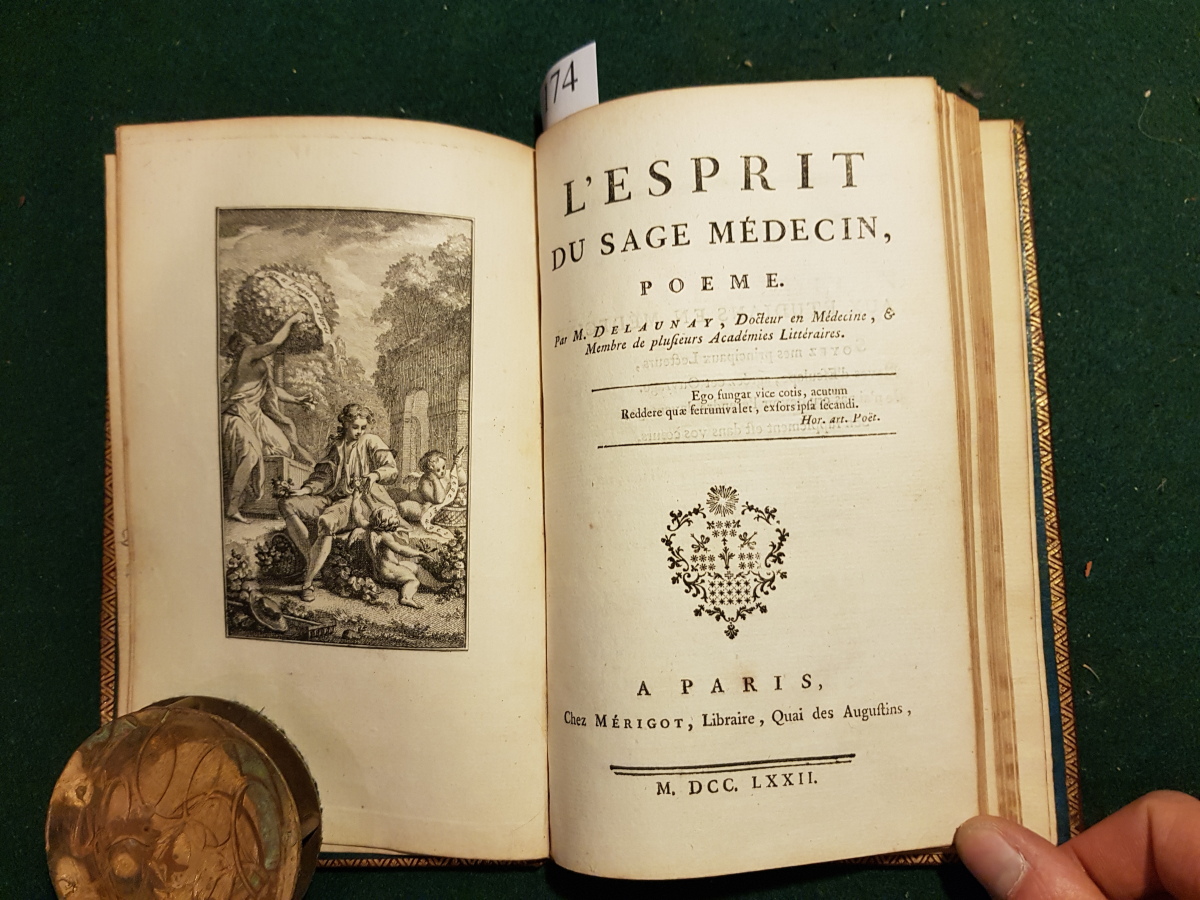 174
L'ESPRIT
DU SAGE MÉDECIN,
POEME.
Par M. DELAUNAY, Docteur en Médecine, &
Membre de pluſieurs Académies Littéraires.
Ego fungar vice cotis, acutum
Reddere quæ ferrum valet, exſors ipſa ſecandi.
Hor. art. Poët.
A PARIS,
Chez MÉRIGOT, Libraire, Quai des Auguſtins,
M. DCC. LXXII.